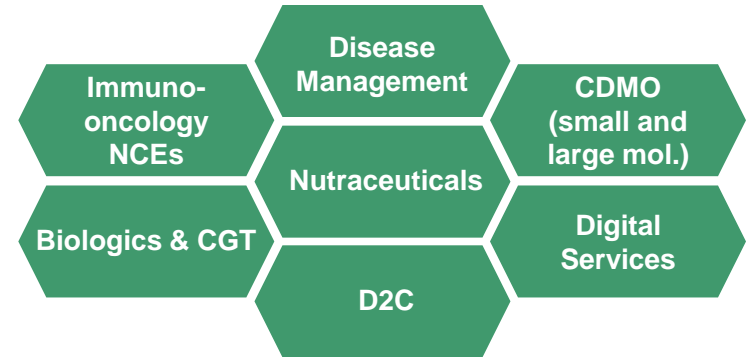 Disease
Management
Immuno-
oncology
NCEs
CDMO
(small and
large mol.)
Nutraceuticals
Biologics & CGT
Digital
Services
D2C